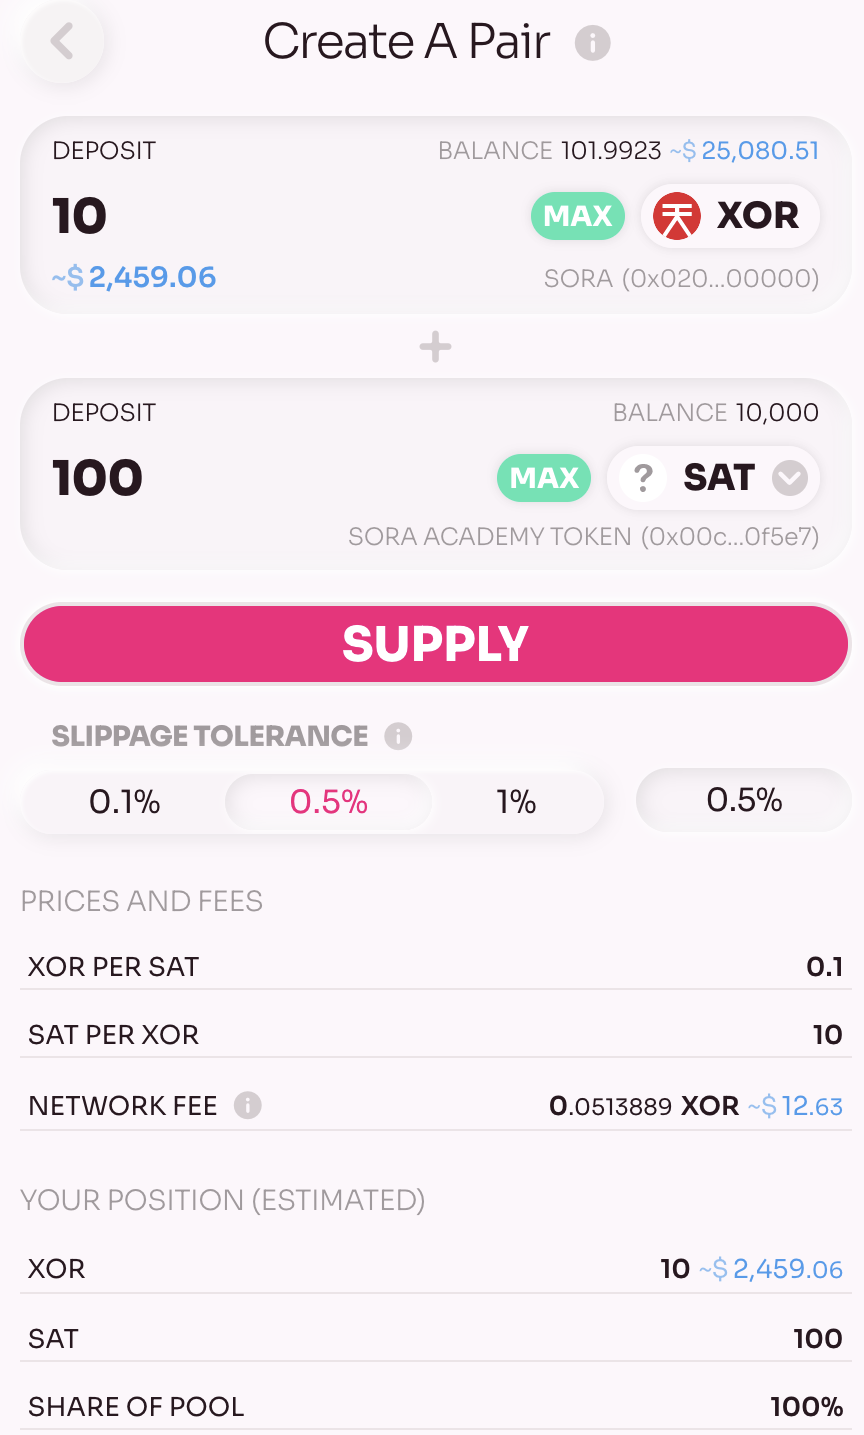 Create A Pair
DEPOSIT BALANCE 101.9923 ~$ 25,080.51
10 MAX XOR
~$ 2,459.06 SORA (0x020...00000)
+
DEPOSIT BALANCE 10,000
100 MAX ? SAT
SORA ACADEMY TOKEN (0x00c...0f5e7)
SUPPLY
SLIPPAGE TOLERANCE
0.1% 0.5% 1% 0.5%
PRICES AND FEES
XOR PER SAT 0.1
SAT PER XOR 10
NETWORK FEE 0.0513889 XOR ~$ 12.63
YOUR POSITION (ESTIMATED)
XOR 10 ~$ 2,459.06
SAT 100
SHARE OF POOL 100%